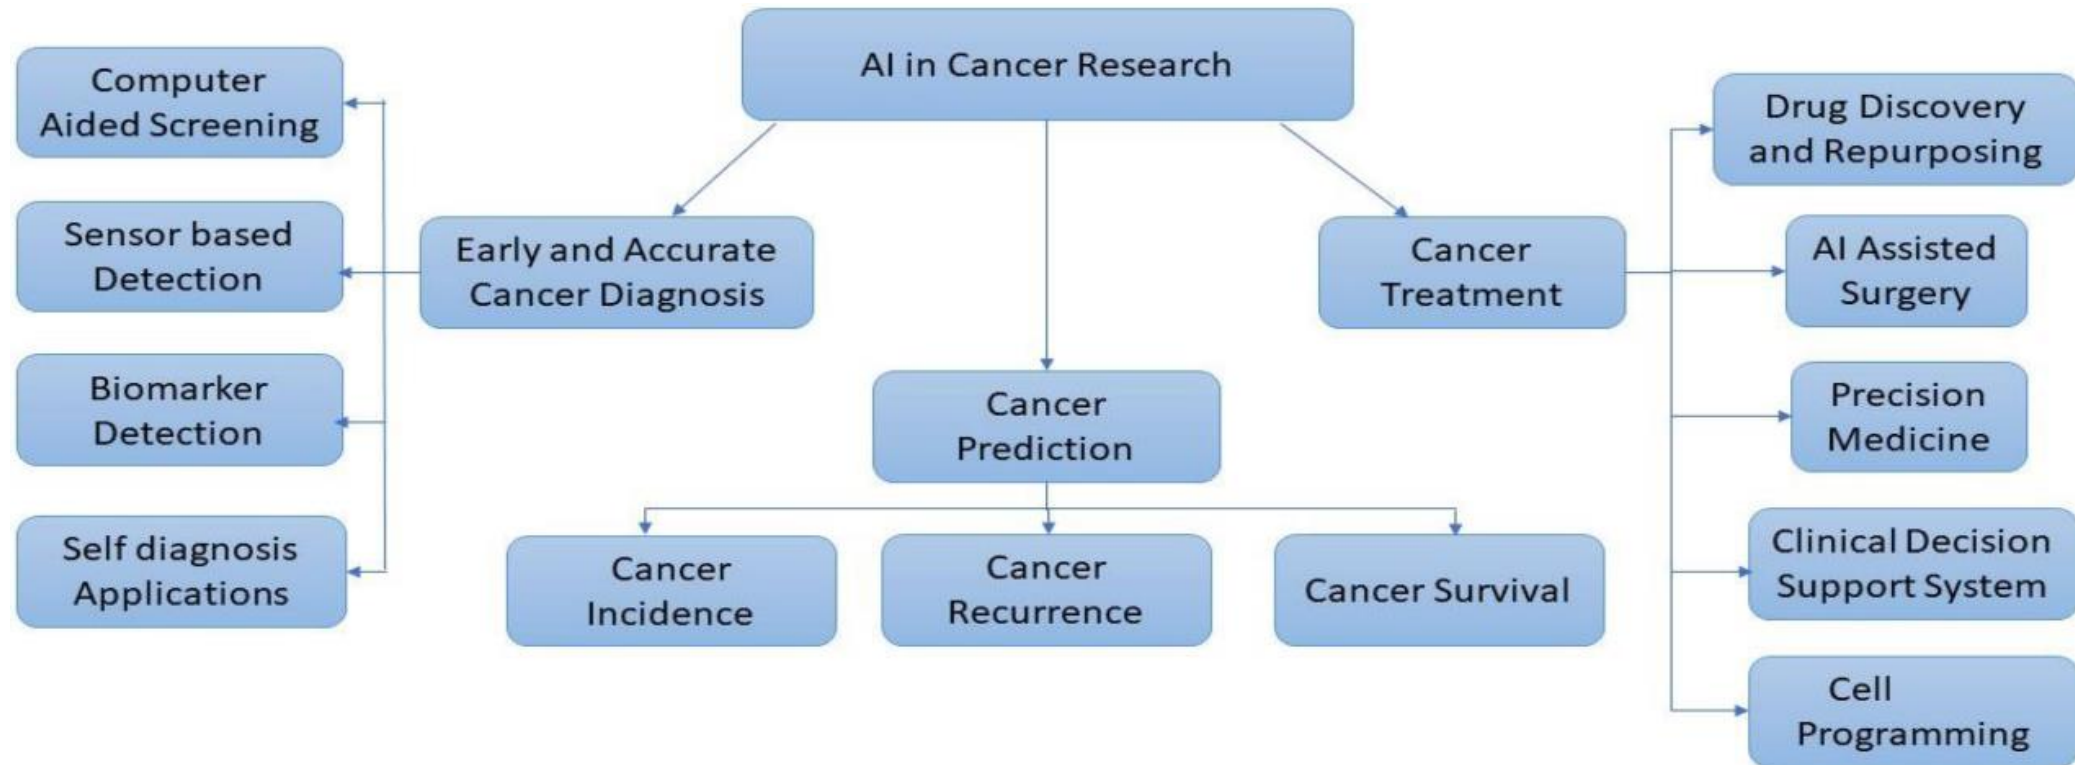 AI in Cancer Research
Computer
Aided Screening
Sensor based
Detection
Biomarker
Detection
Self diagnosis
Applications
Early and Accurate
Cancer Diagnosis
Cancer
Prediction
Cancer
Incidence
Cancer
Recurrence
Cancer Survival
Cancer
Treatment
Drug Discovery
and Repurposing
AI Assisted
Surgery
Precision
Medicine
Clinical Decision
Support System
Cell
Programming